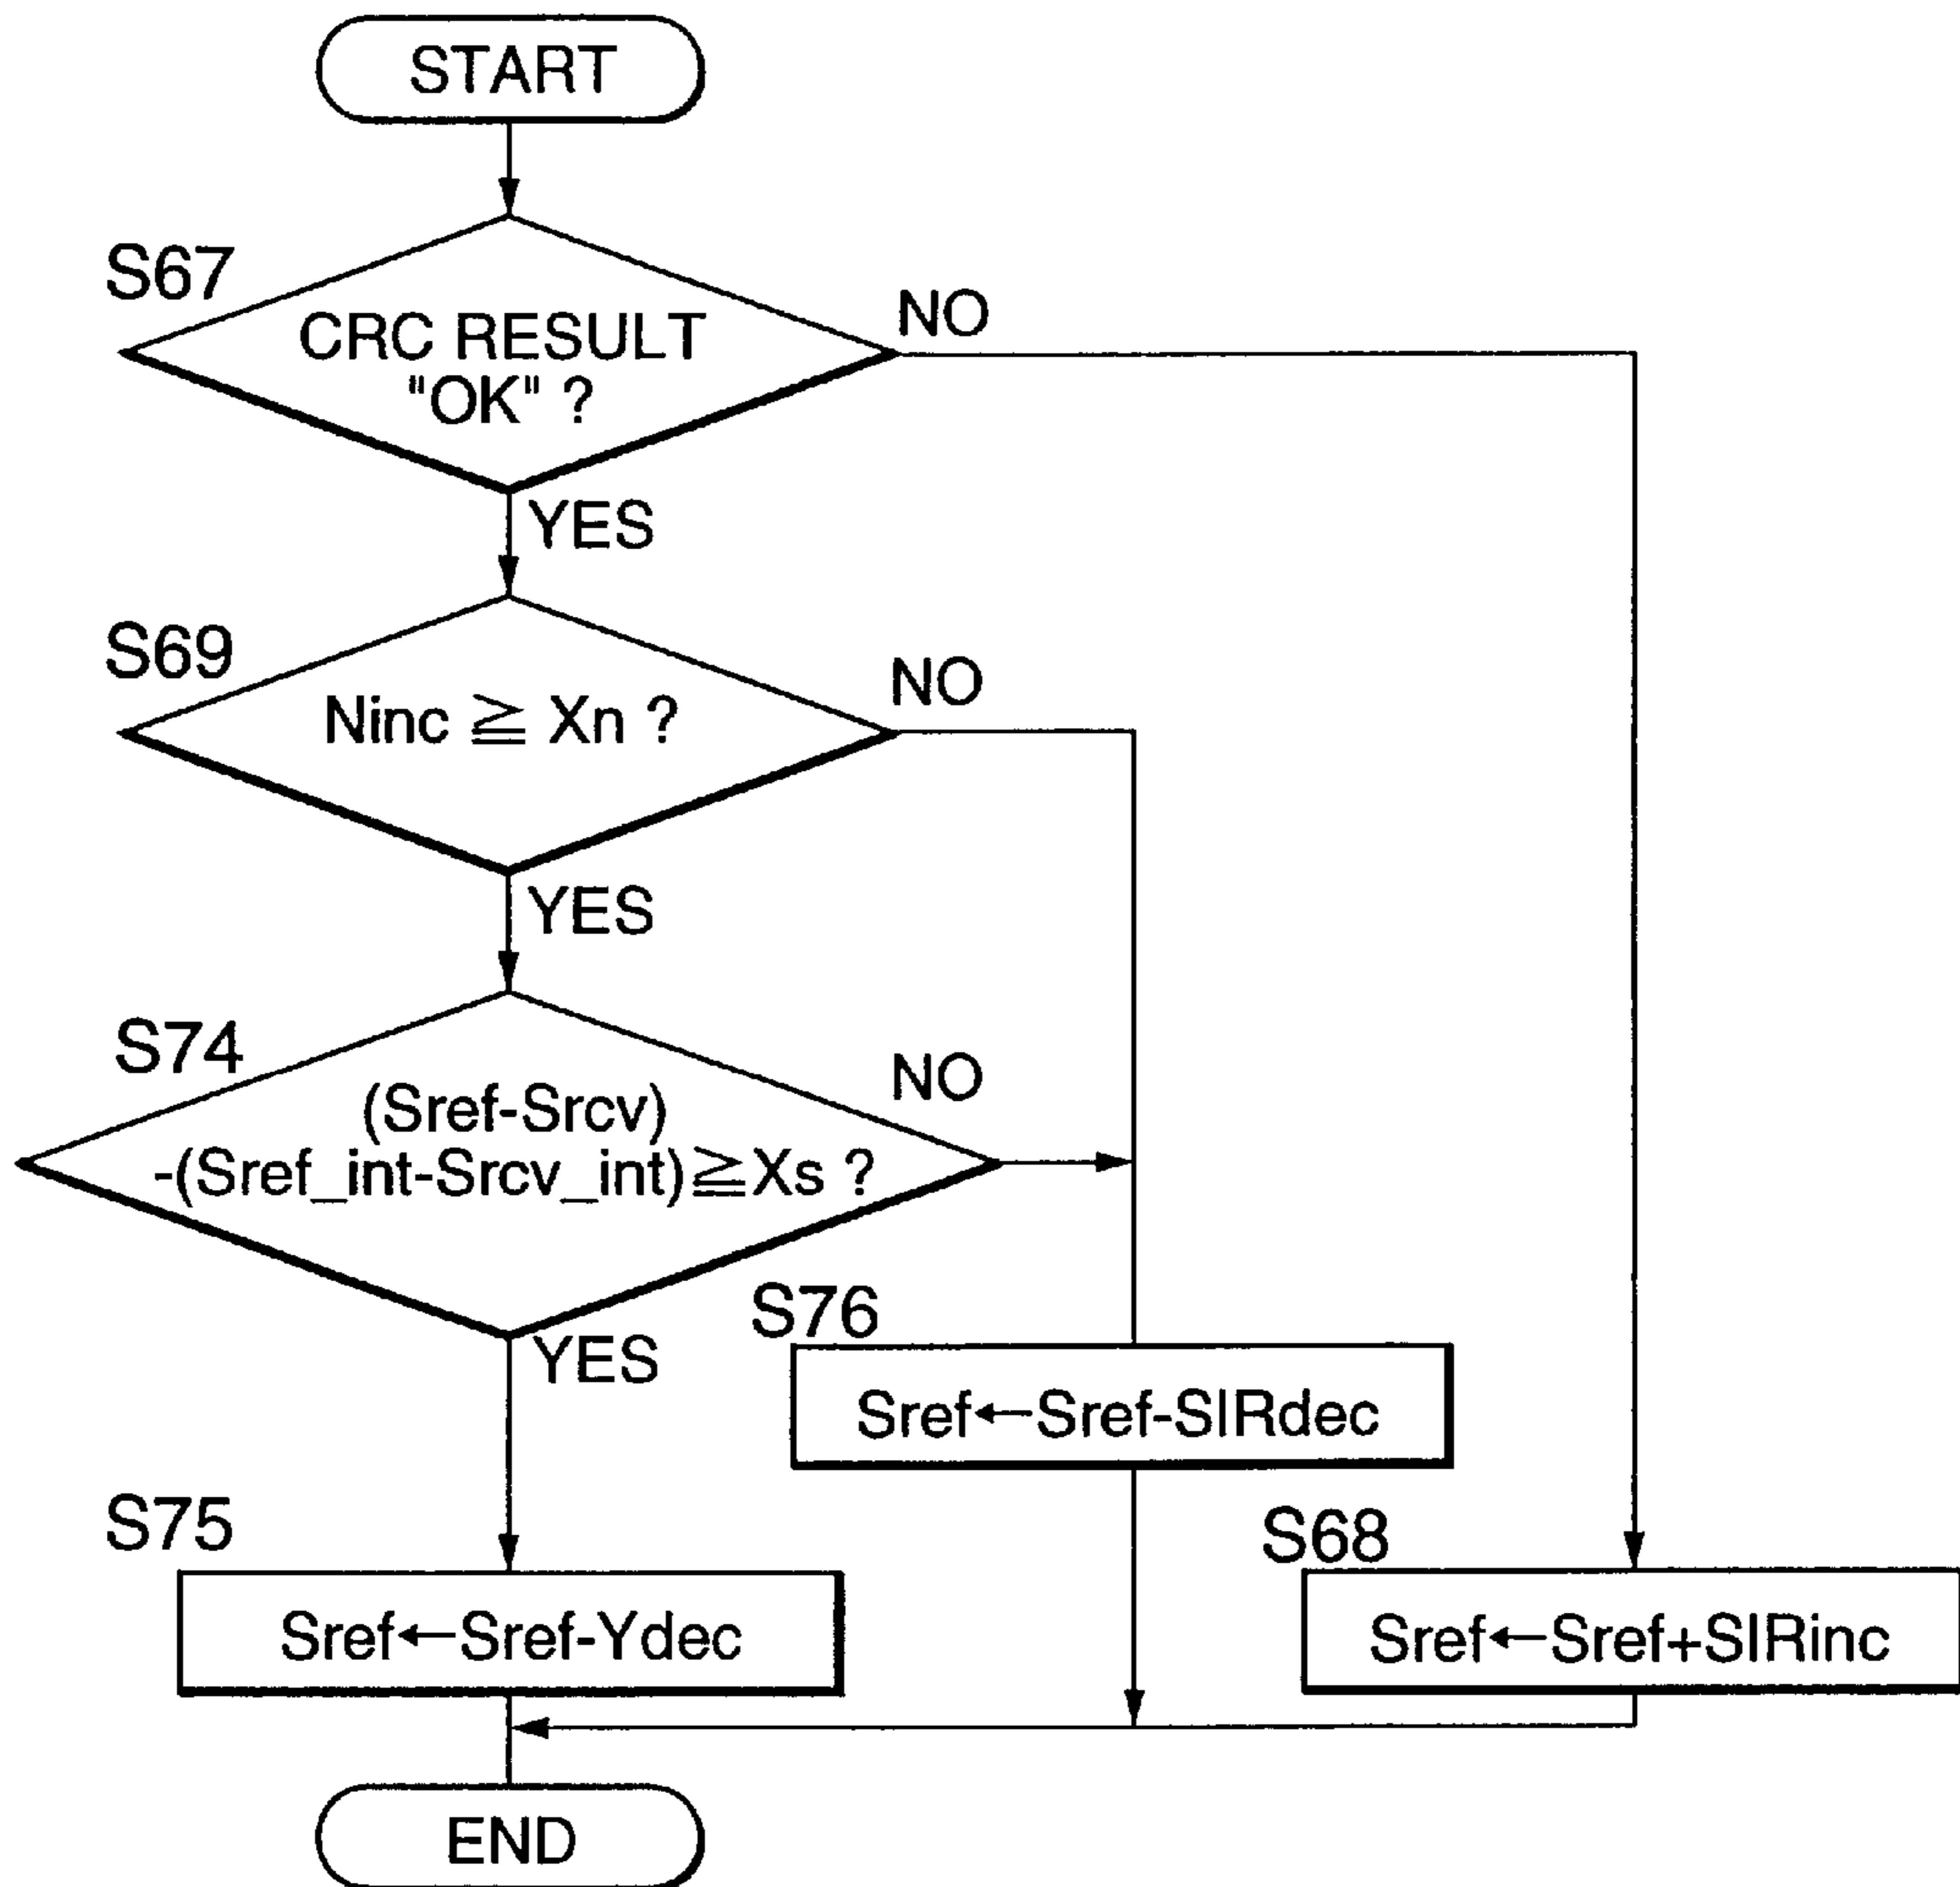 START
S67
CRC RESULT
"OK" ?
NO
YES
S69
Ninc ≧ Xn ?
NO
YES
S74
(Sref-Srcv)
-(Sref_int-Srcv_int)≧Xs ?
NO
YES
S76
Sref←Sref-SIRdec
S75
Sref←Sref-Ydec
S68
Sref←Sref+SIRinc
END